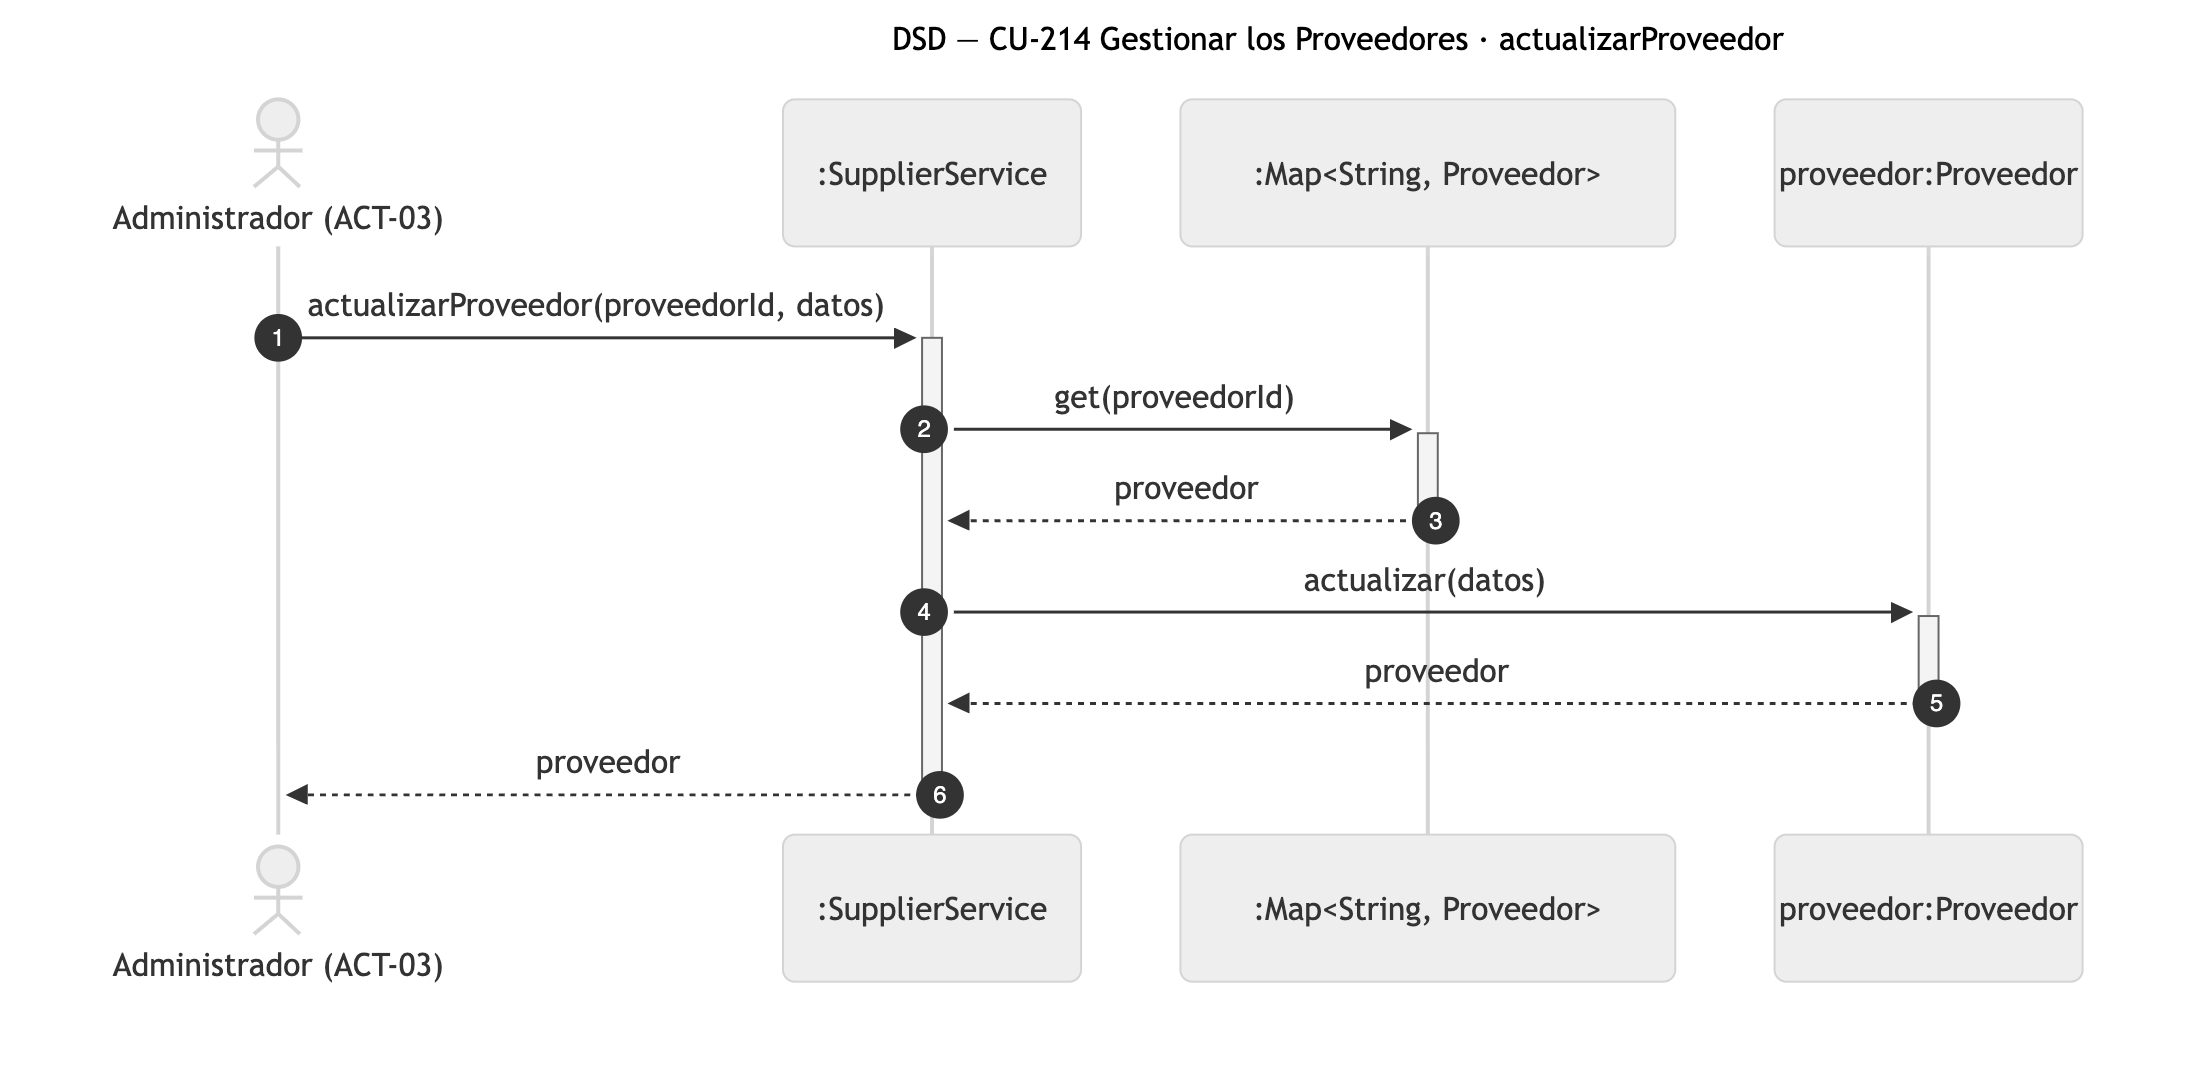 DSD — CU-214 Gestionar los Proveedores · actualizarProveedor
Administrador (ACT-03)
:SupplierService
:Map<String, Proveedor>
proveedor:Proveedor
actualizarProveedor(proveedorId, datos)
1
get(proveedorId)
2
proveedor
3
actualizar(datos)
4
proveedor
5
proveedor
6
Administrador (ACT-03)
:SupplierService
:Map<String, Proveedor>
proveedor:Proveedor